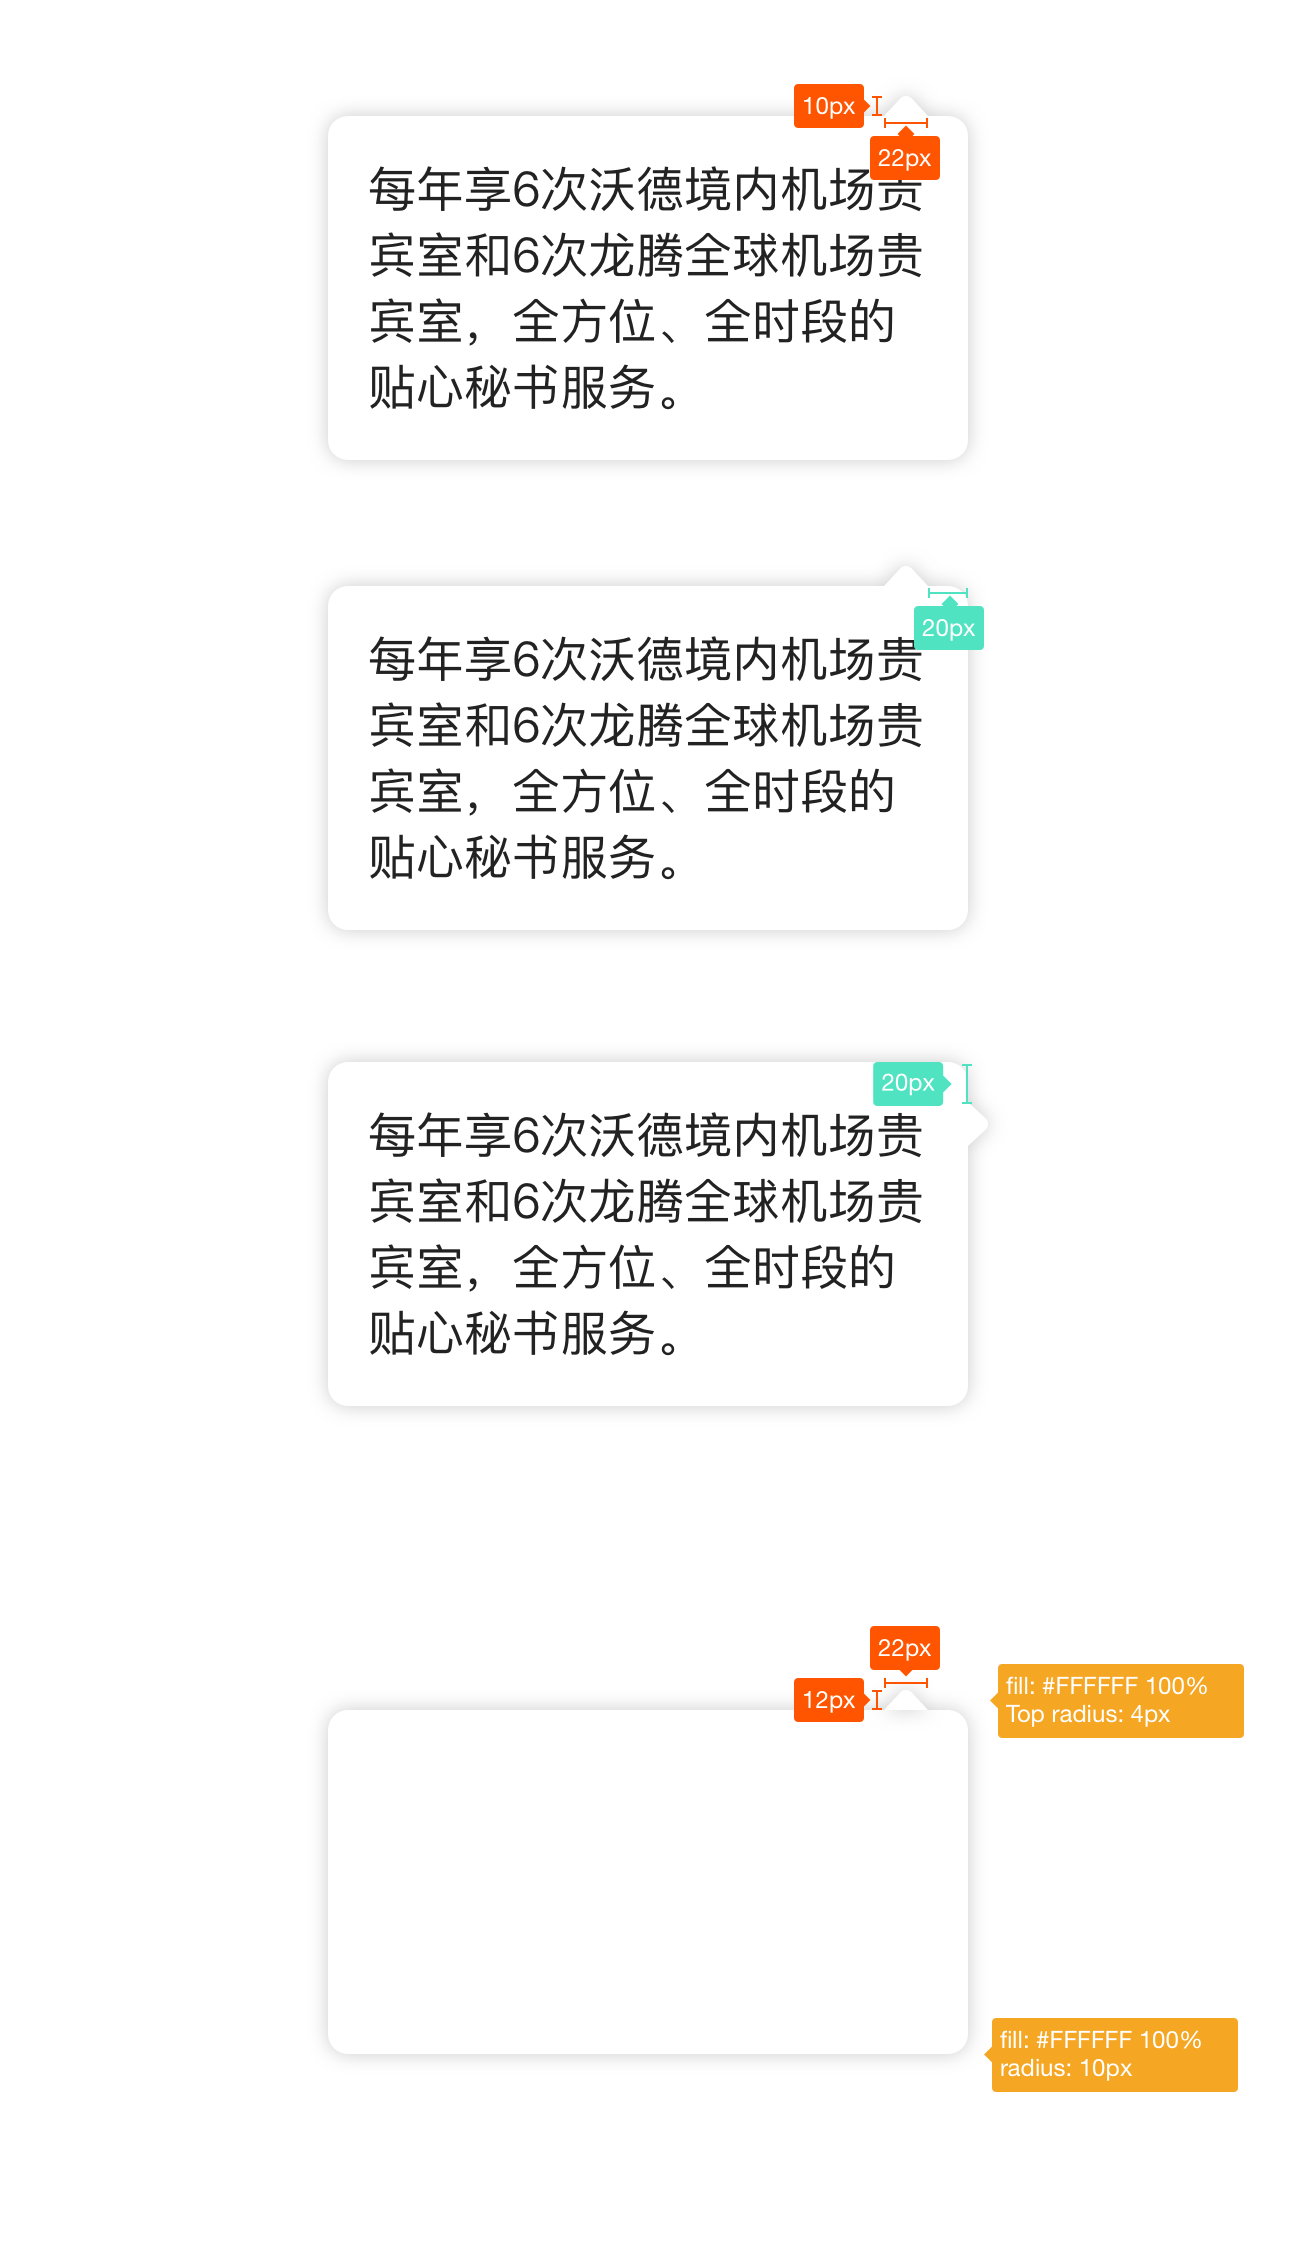 10px
22px
每年享6次沃德境内机场贵
宾室和6次龙腾全球机场贵
宾室，全方位、全时段的
贴心秘书服务。
20px
每年享6次沃德境内机场贵
宾室和6次龙腾全球机场贵
宾室，全方位、全时段的
贴心秘书服务。
20px
每年享6次沃德境内机场贵
宾室和6次龙腾全球机场贵
宾室，全方位、全时段的
贴心秘书服务。
22px
12px
fill: #FFFFFF 100%
Top radius: 4px
fill: #FFFFFF 100%
radius: 10px